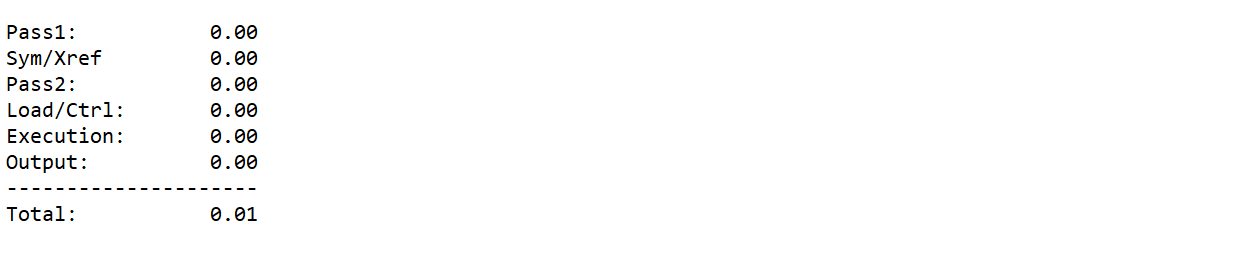 Pass1:           0.00
Sym/Xref         0.00
Pass2:           0.00
Load/Ctrl:       0.00
Execution:       0.00
Output:          0.00
---------------------
Total:           0.01